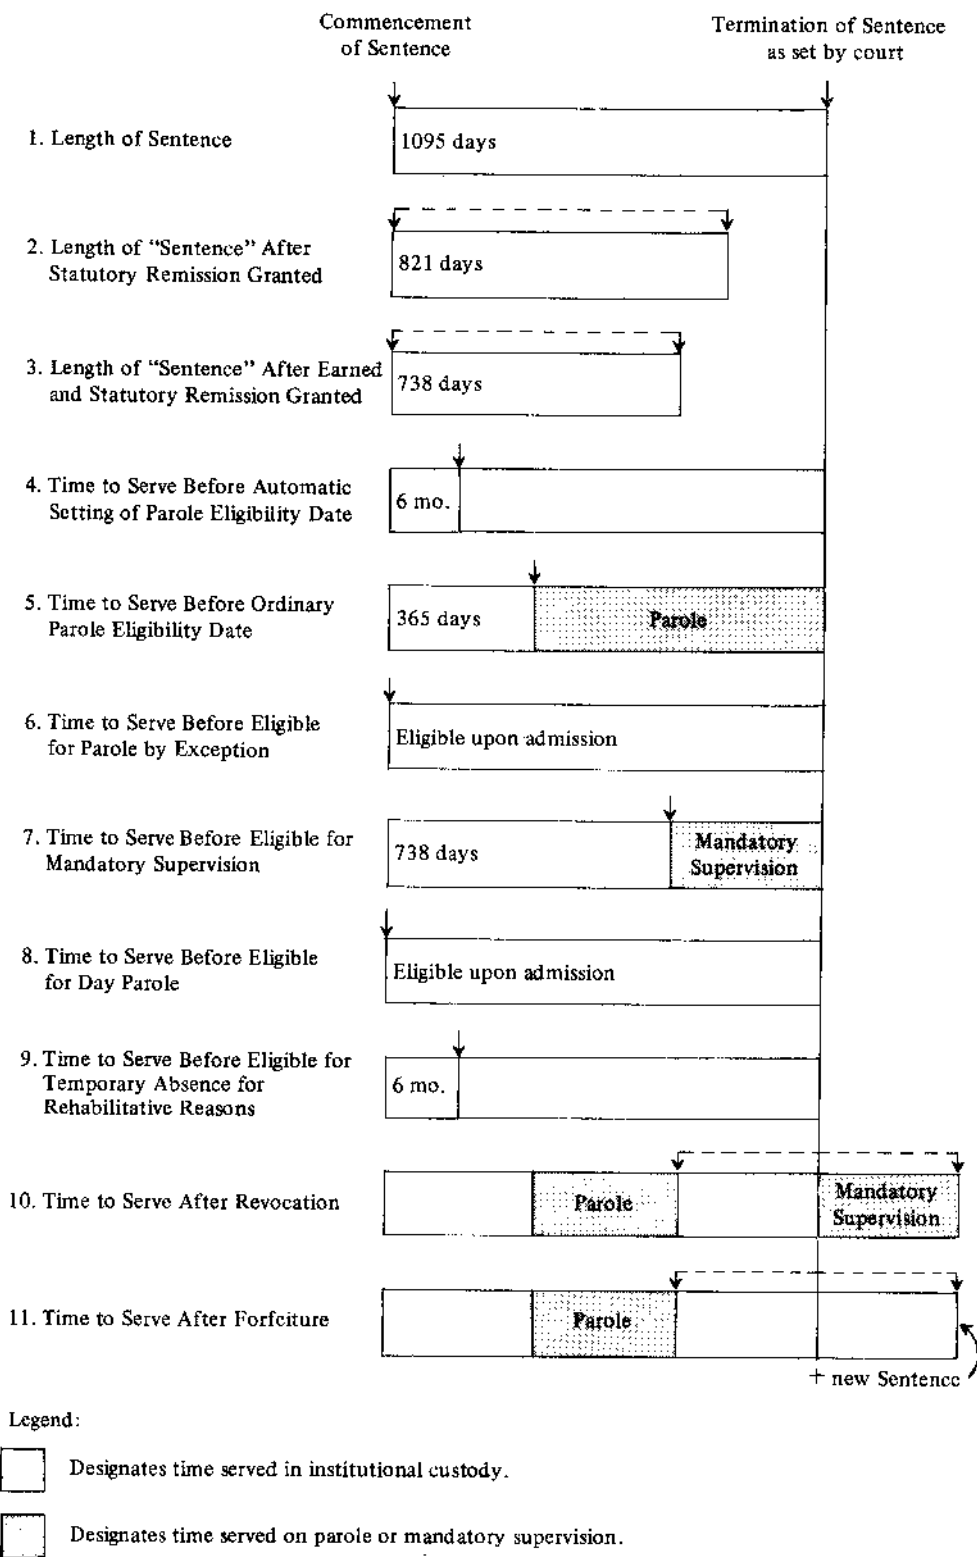 Commencement
of Sentence
Termination of Sentence
as set by court
1. Length of Sentence
1095 days
2. Length of “Sentence” After
Statutory Remission Granted
821 days
3. Length of “Sentence” After Earned
and Statutory Remission Granted
738 days
4. Time to Serve Before Automatic
Setting of Parole Eligibility Date
6 mo.
5. Time to Serve Before Ordinary
Parole Eligibility Date
365 days
Parole
6. Time to Serve Before Eligible
for Parole by Exception
Eligible upon admission
7. Time to Serve Before Eligible for
Mandatory Supervision
738 days
Mandatory
Supervision
8. Time to Serve Before Eligible
for Day Parole
Eligible upon admission
9. Time to Serve Before Eligible for
Temporary Absence for
Rehabilitative Reasons
6 mo.
10. Time to Serve After Revocation
Parole
Mandatory
Supervision
11. Time to Serve After Forfeiture
Parole
+ new Sentence
Legend:
Designates time served in institutional custody.
Designates time served on parole or mandatory supervision.